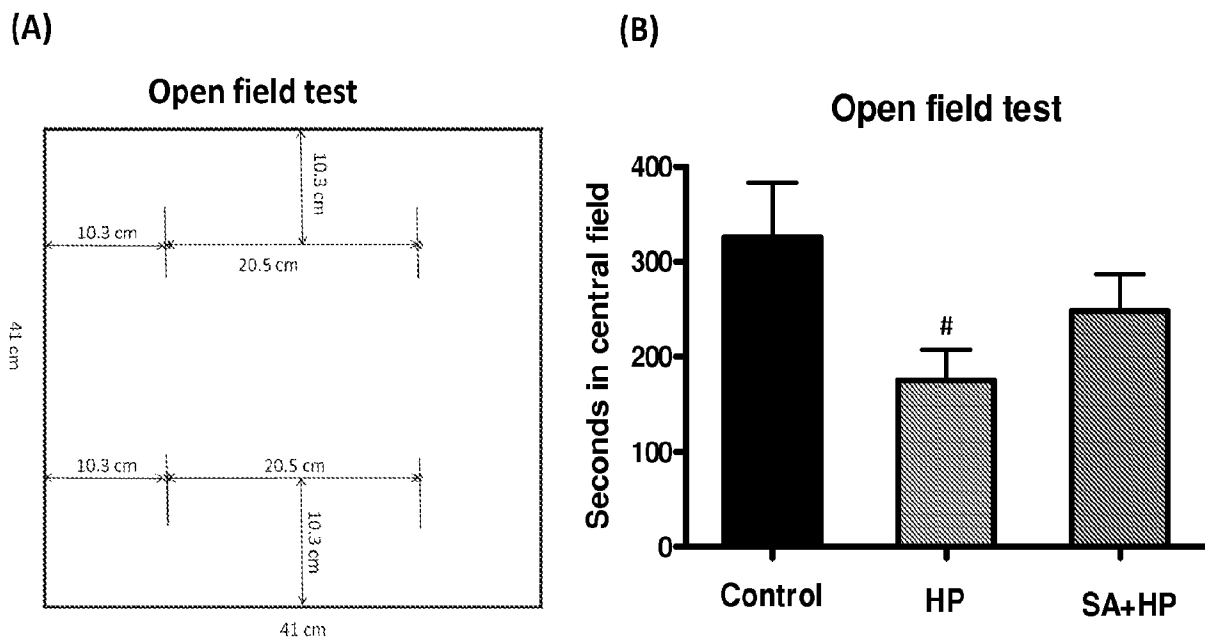 (A)
Open field test
10.3 cm
10.3 cm
20.5 cm
41 cm
10.3 cm
20.5 cm
10.3 cm
41 cm
(B)
Open field test
Seconds in central field
400
300
200
100
0
#
Control
HP
SA+HP